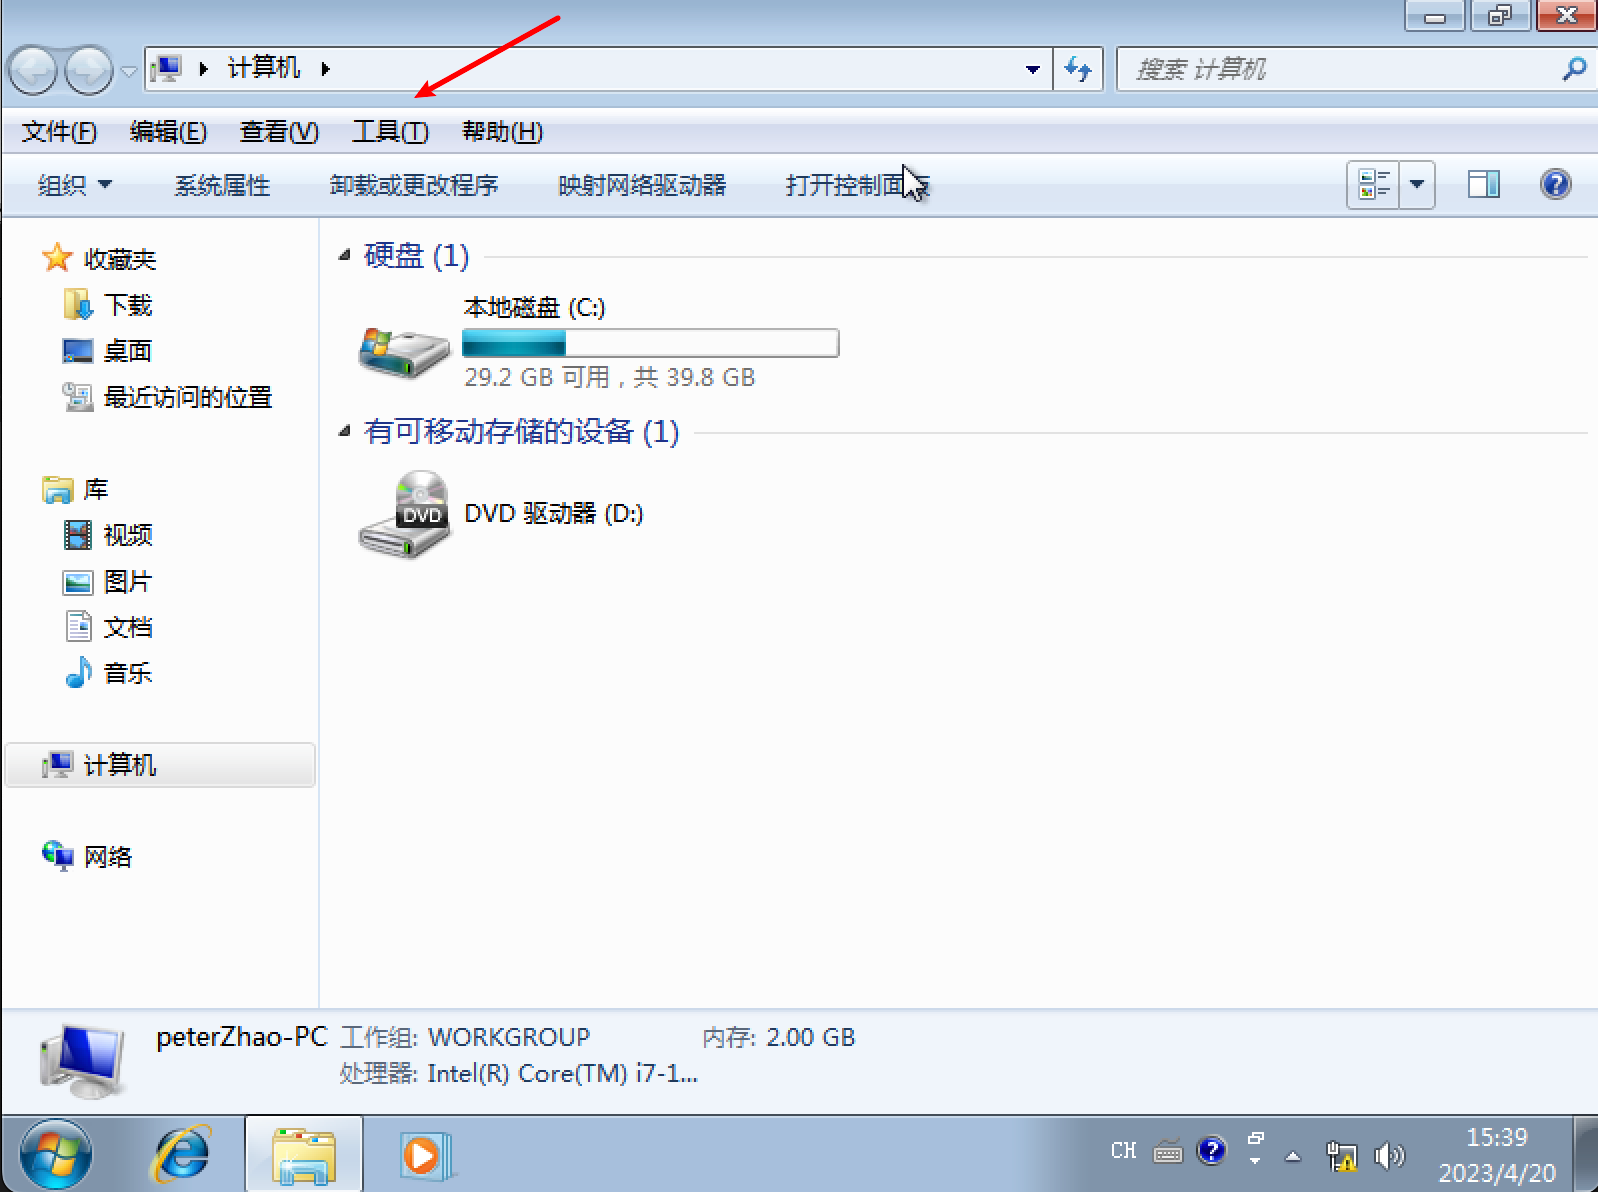 计算机
搜索 计算机
文件(F) 编辑(E) 查看(V) 工具(T) 帮助(H)
组织 系统属性 卸载或更改程序 映射网络驱动器 打开控制面
收藏夹
下载
桌面
最近访问的位置
库
视频
图片
文档
音乐
计算机
网络
硬盘 (1)
本地磁盘 (C:)
29.2 GB 可用，共 39.8 GB
有可移动存储的设备 (1)
DVD
DVD 驱动器 (D:)
peterZhao-PC 工作组: WORKGROUP 内存: 2.00 GB
处理器: Intel(R) Core(TM) i7-1...
CH
15:39
2023/4/20